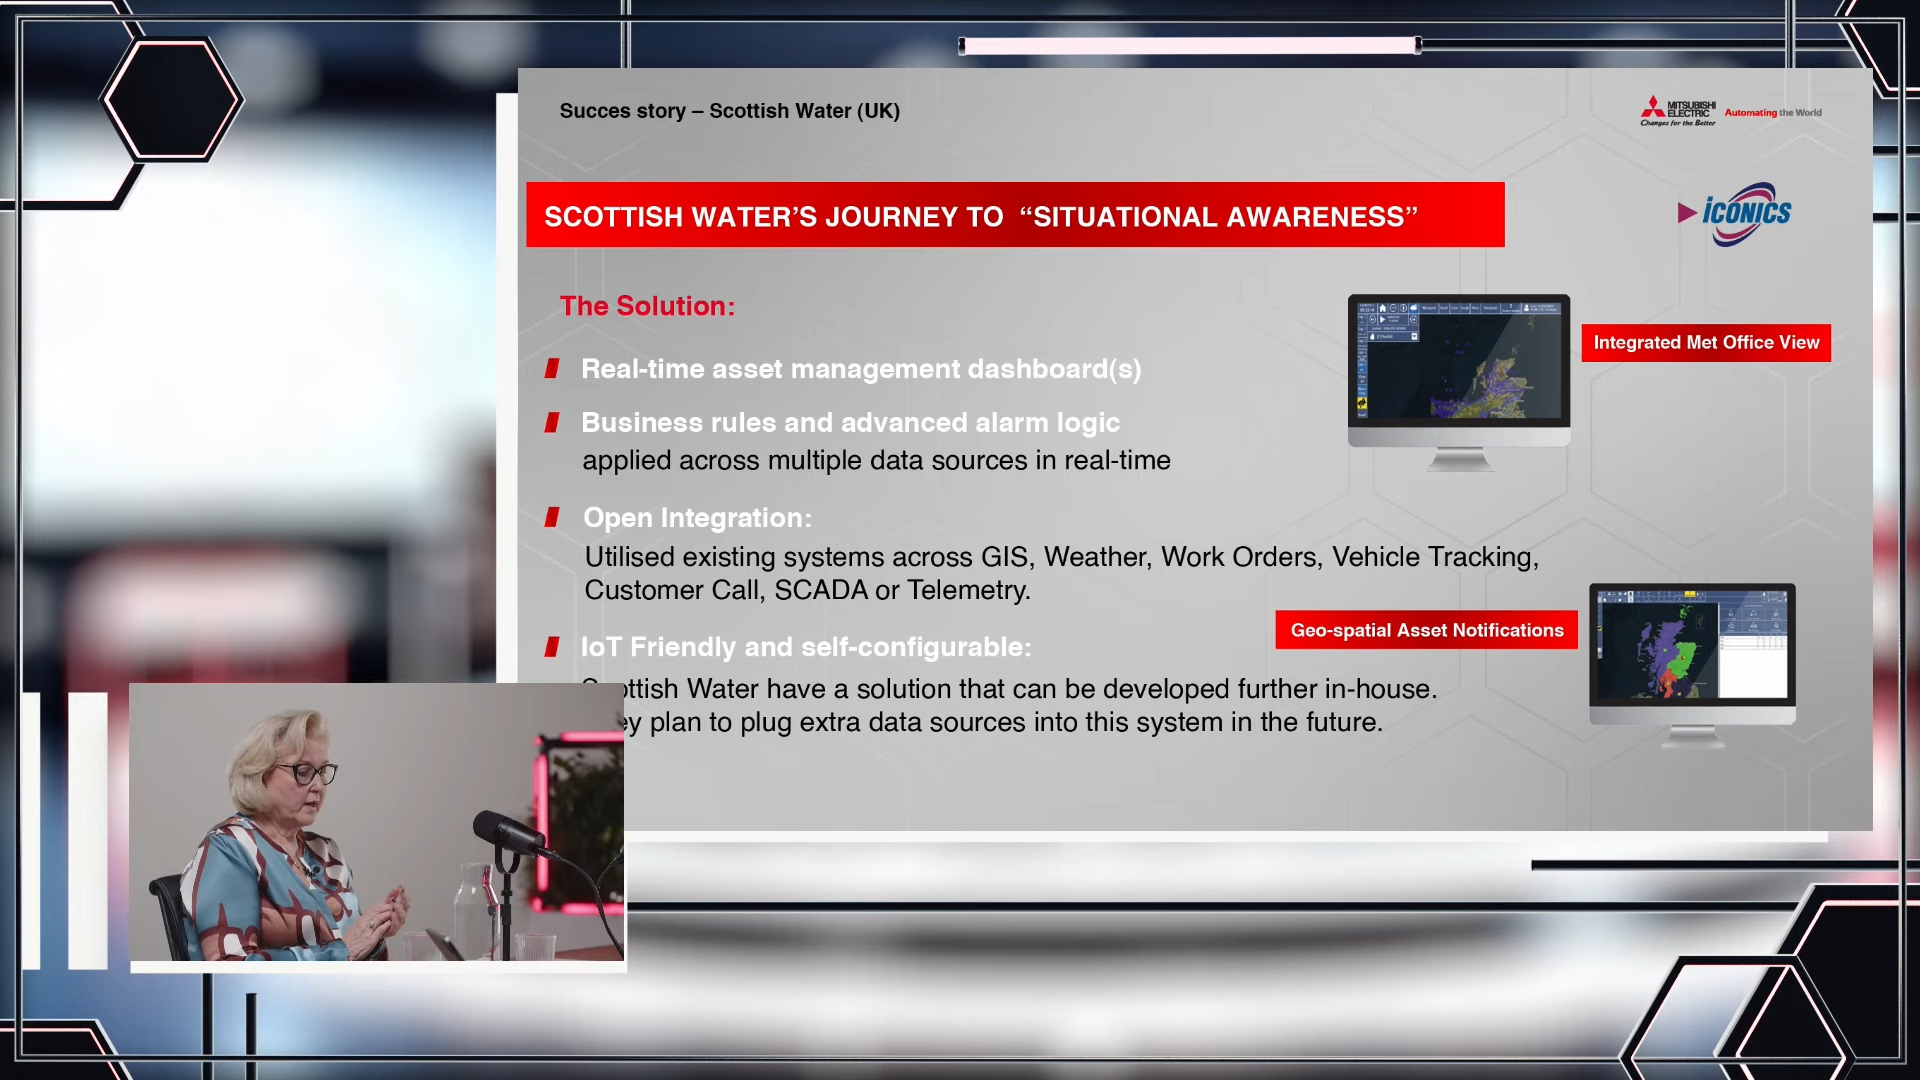 Succes story – Scottish Water (UK)
MITSUBISHI
ELECTRIC
Changes for the Better
Automating the World
SCOTTISH WATER’S JOURNEY TO “SITUATIONAL AWARENESS”
ICONICS
The Solution:
Integrated Met Office View
Real-time asset management dashboard(s)
Business rules and advanced alarm logic
applied across multiple data sources in real-time
Open Integration:
Utilised existing systems across GIS, Weather, Work Orders, Vehicle Tracking,
Customer Call, SCADA or Telemetry.
Geo-spatial Asset Notifications
IoT Friendly and self-configurable:
Scottish Water have a solution that can be developed further in-house.
plan to plug extra data sources into this system in the future.